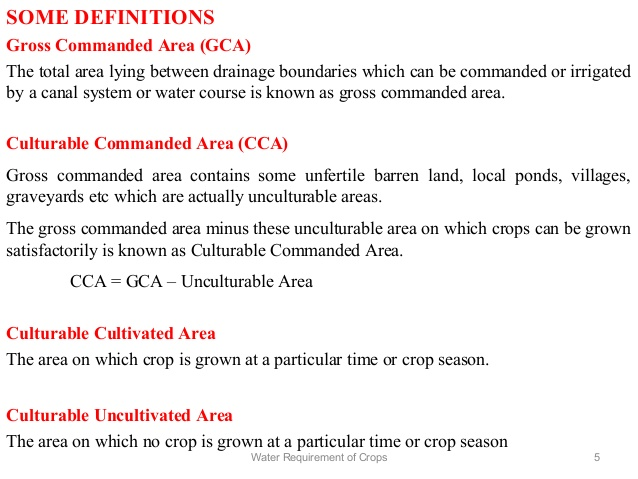 SOME DEFINITIONS
Gross Commanded Area (GCA)
The total area lying between drainage boundaries which can be commanded or irrigated
by a canal system or water course is known as gross commanded area.
Culturable Commanded Area (CCA)
Gross commanded area contains some unfertile barren land, local ponds, villages,
graveyards etc which are actually unculturable areas.
The gross commanded area minus these unculturable area on which crops can be grown
satisfactorily is known as Culturable Commanded Area.
CCA = GCA – Unculturable Area
Culturable Cultivated Area
The area on which crop is grown at a particular time or crop season.
Culturable Uncultivated Area
The area on which no crop is grown at a particular time or crop season
Water Requirement of Crops
5